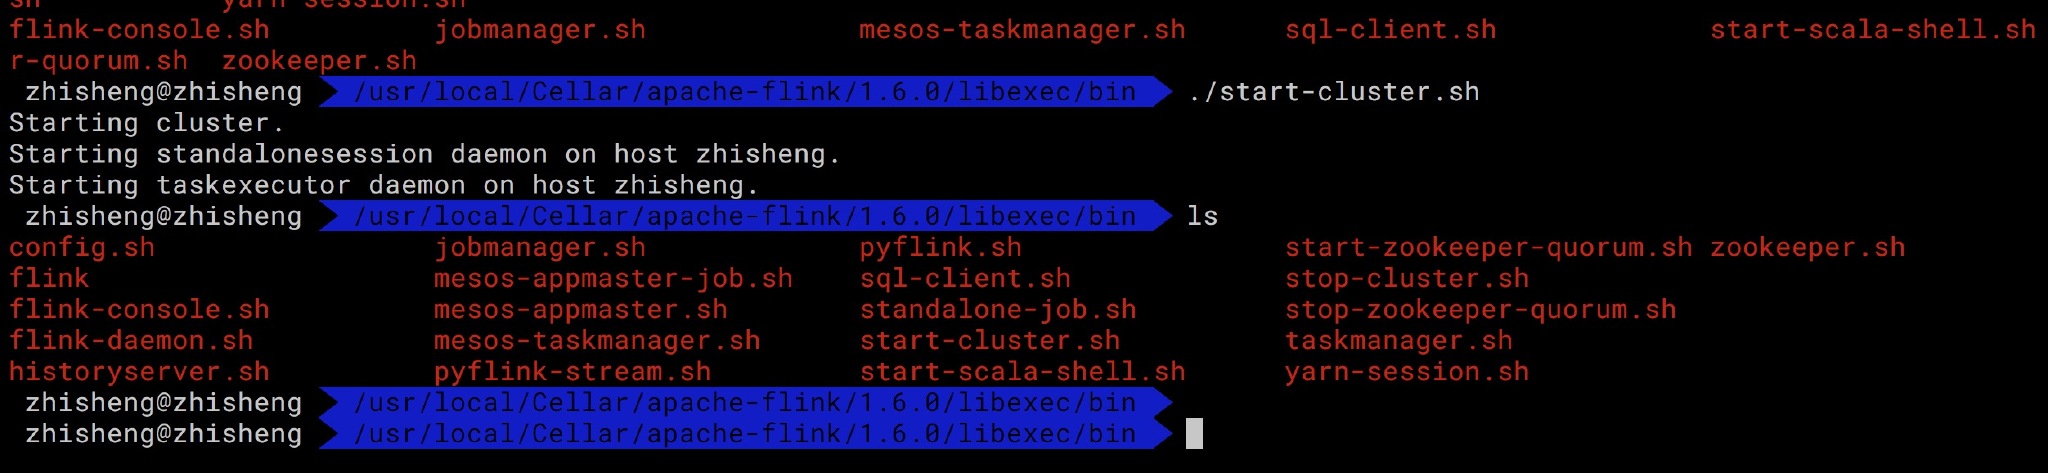 sh yarn-session.sh
flink-console.sh jobmanager.sh mesos-taskmanager.sh sql-client.sh start-scala-shell.sh
r-quorum.sh zookeeper.sh
zhisheng@zhisheng /usr/local/Cellar/apache-flink/1.6.0/libexec/bin ./start-cluster.sh
Starting cluster.
Starting standalonesession daemon on host zhisheng.
Starting taskexecutor daemon on host zhisheng.
zhisheng@zhisheng /usr/local/Cellar/apache-flink/1.6.0/libexec/bin ls
config.sh jobmanager.sh pyflink.sh start-zookeeper-quorum.sh zookeeper.sh
flink mesos-appmaster-job.sh sql-client.sh stop-cluster.sh
flink-console.sh mesos-appmaster.sh standalone-job.sh stop-zookeeper-quorum.sh
flink-daemon.sh mesos-taskmanager.sh start-cluster.sh taskmanager.sh
historyserver.sh pyflink-stream.sh start-scala-shell.sh yarn-session.sh
zhisheng@zhisheng /usr/local/Cellar/apache-flink/1.6.0/libexec/bin
zhisheng@zhisheng /usr/local/Cellar/apache-flink/1.6.0/libexec/bin